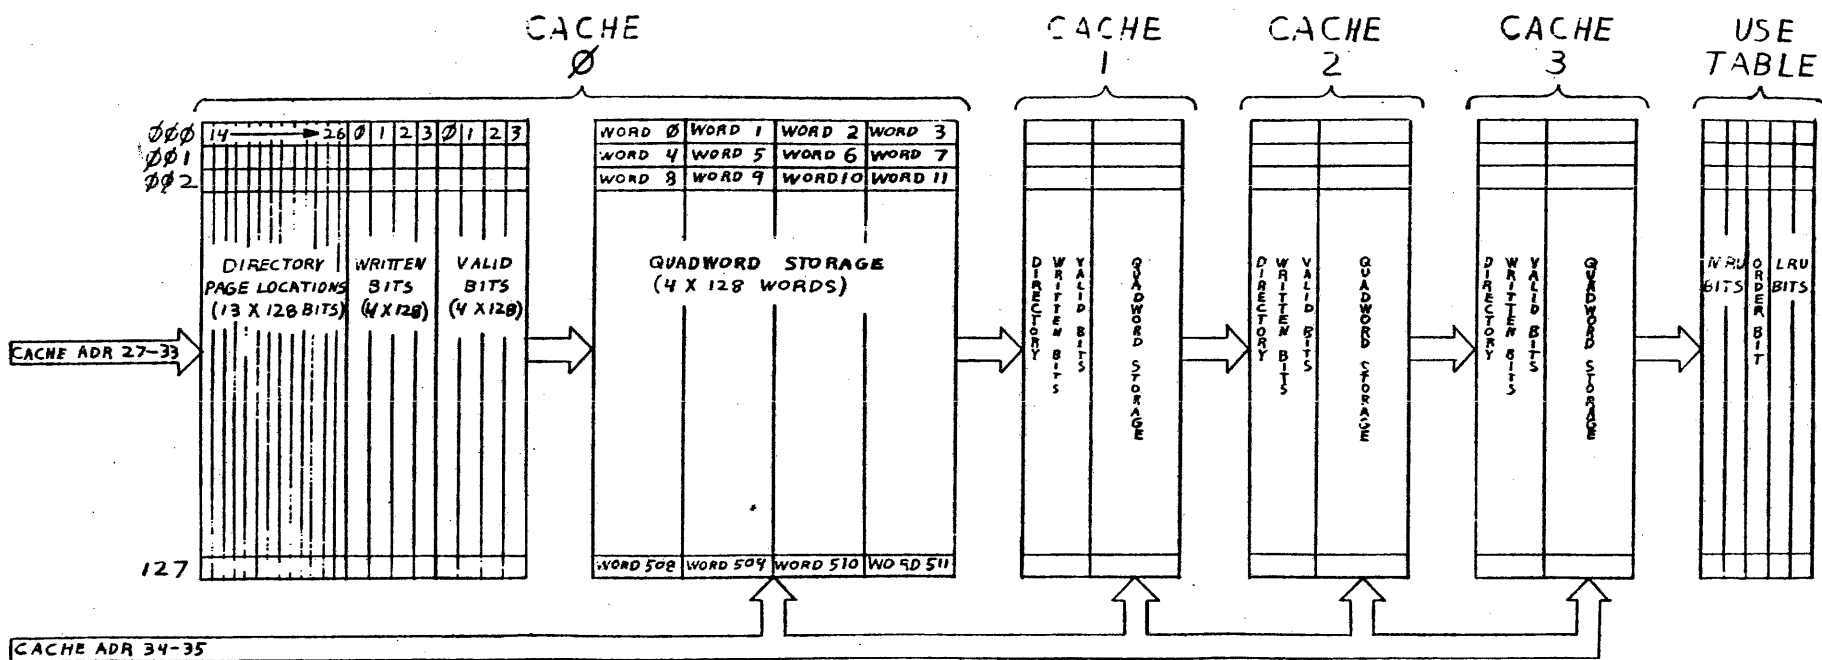 CACHE
Ø
CACHE
1
CACHE
2
CACHE
3
USE
TABLE
ØØØ
14 26 Ø 1 2 3 Ø 1 2 3
WORD Ø WORD 1 WORD 2 WORD 3
ØØ1
WORD 4 WORD 5 WORD 6 WORD 7
ØØ2
WORD 8 WORD 9 WORD 10 WORD 11
DIRECTORY
PAGE LOCATIONS
(13 X 128 BITS)
WRITTEN
BITS
(4 X 128)
VALID
BITS
(4 X 128)
QUADWORD STORAGE
(4 X 128 WORDS)
DIRECTORY
WRITTEN BITS
VALID BITS
QUADWORD STORAGE
DIRECTORY
WRITTEN BITS
VALID BITS
QUADWORD STORAGE
DIRECTORY
WRITTEN BITS
VALID BITS
QUADWORD STORAGE
MRU
BITS
ORDER BIT
LRU
BITS
CACHE ADR 27-33
127
WORD 508 WORD 509 WORD 510 WORD 511
CACHE ADR 34-35